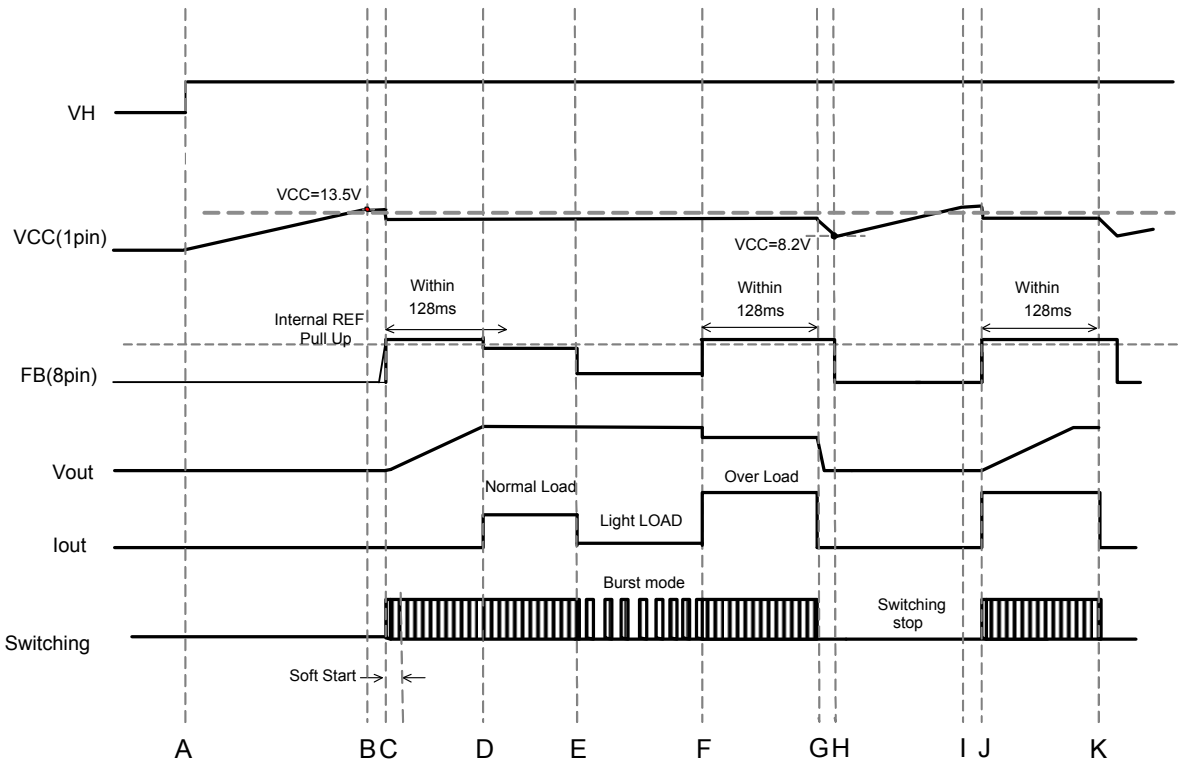 VH
VCC=13.5V
VCC(1pin)
VCC=8.2V
Within
128ms
Within
128ms
Within
128ms
Internal REF
Pull Up
FB(8pin)
Vout
Normal Load
Over Load
Light LOAD
Iout
Burst mode
Switching
stop
Switching
Soft Start
A B C D E F G H I J K